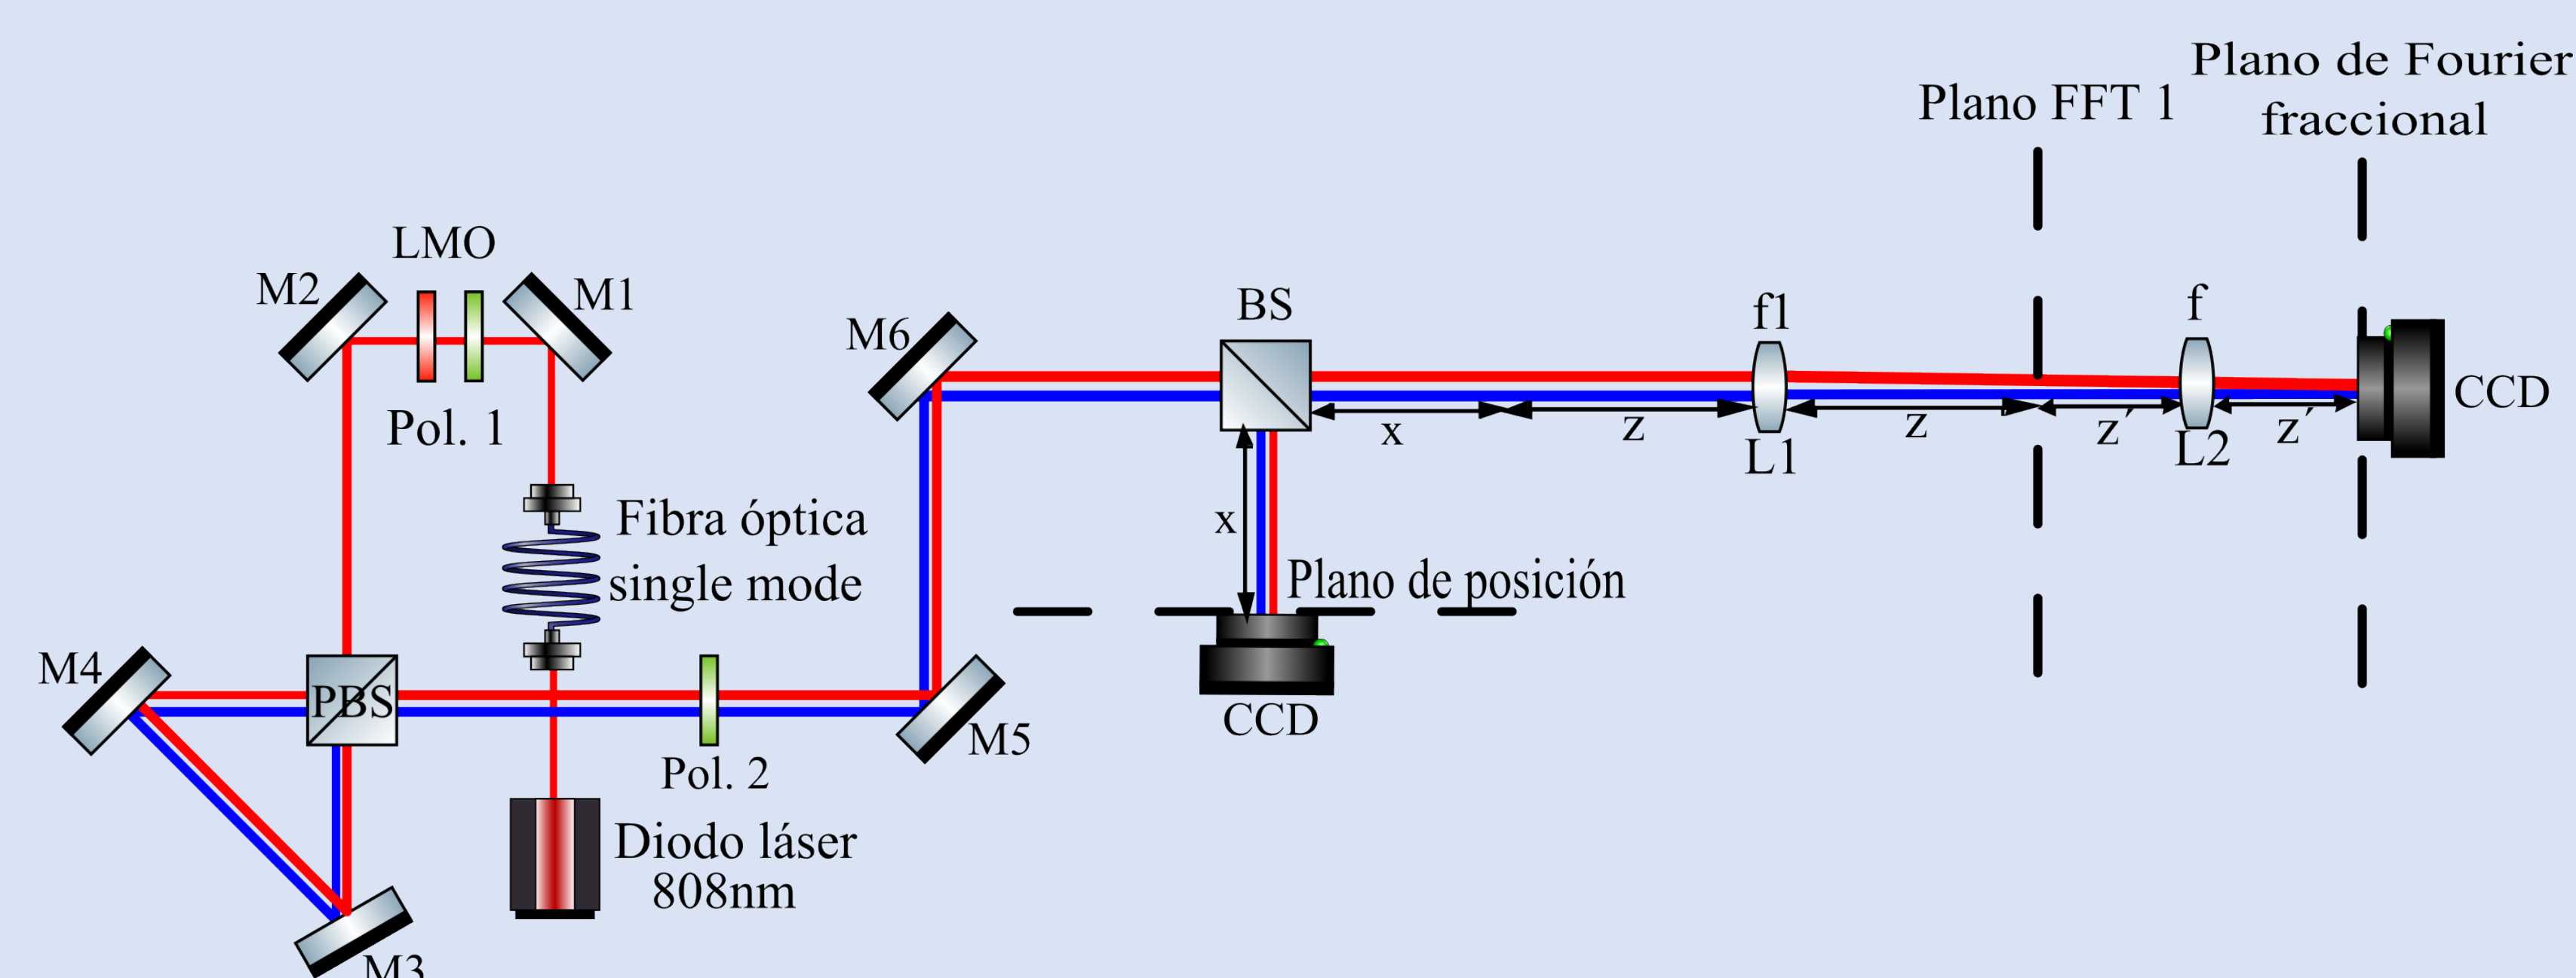 Plano de Fourier
fraccional
Plano FFT 1
LMO
M2
M1
Pol. 1
M6
BS
f1
f
CCD
x
z
z
z´
z´
L1
L2
Fibra óptica
single mode
x
Plano de posición
M4
PBS
M5
CCD
Pol. 2
Diodo láser
808nm
M3